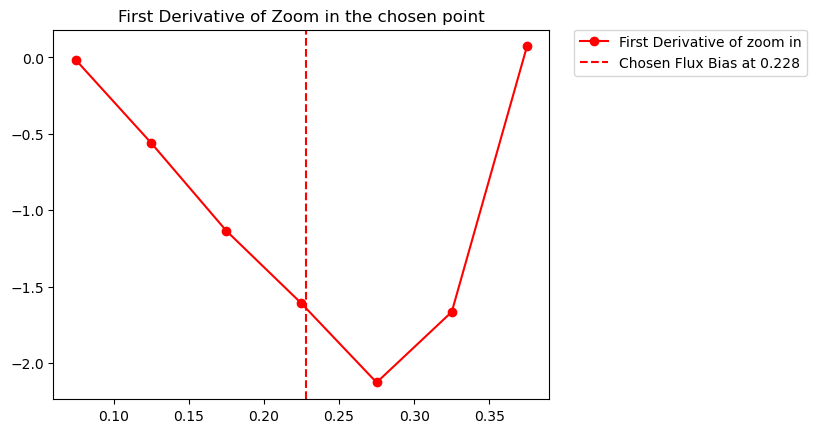 First Derivative of Zoom in the chosen point
First Derivative of zoom in
Chosen Flux Bias at 0.228
0.0
−0.5
−1.0
−1.5
−2.0
0.10 0.15 0.20 0.25 0.30 0.35